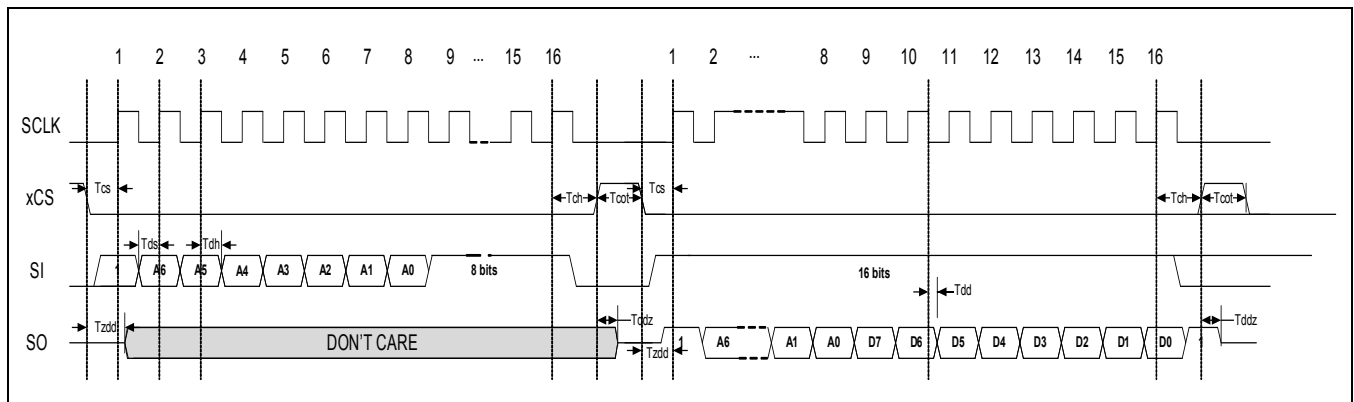 1 2 3 4 5 6 7 8 9 ... 15 16 1 2 ... 8 9 10 11 12 13 14 15 16
SCLK
xCS Tcs Tch Tcot Tcs Tch Tcot
Tds Tdh
SI 1 A6 A5 A4 A3 A2 A1 A0 8 bits 16 bits
Tdd
Tzdd Tddz Tddz
SO DON'T CARE 1 A6 A1 A0 D7 D6 D5 D4 D3 D2 D1 D0 1
Tzdd